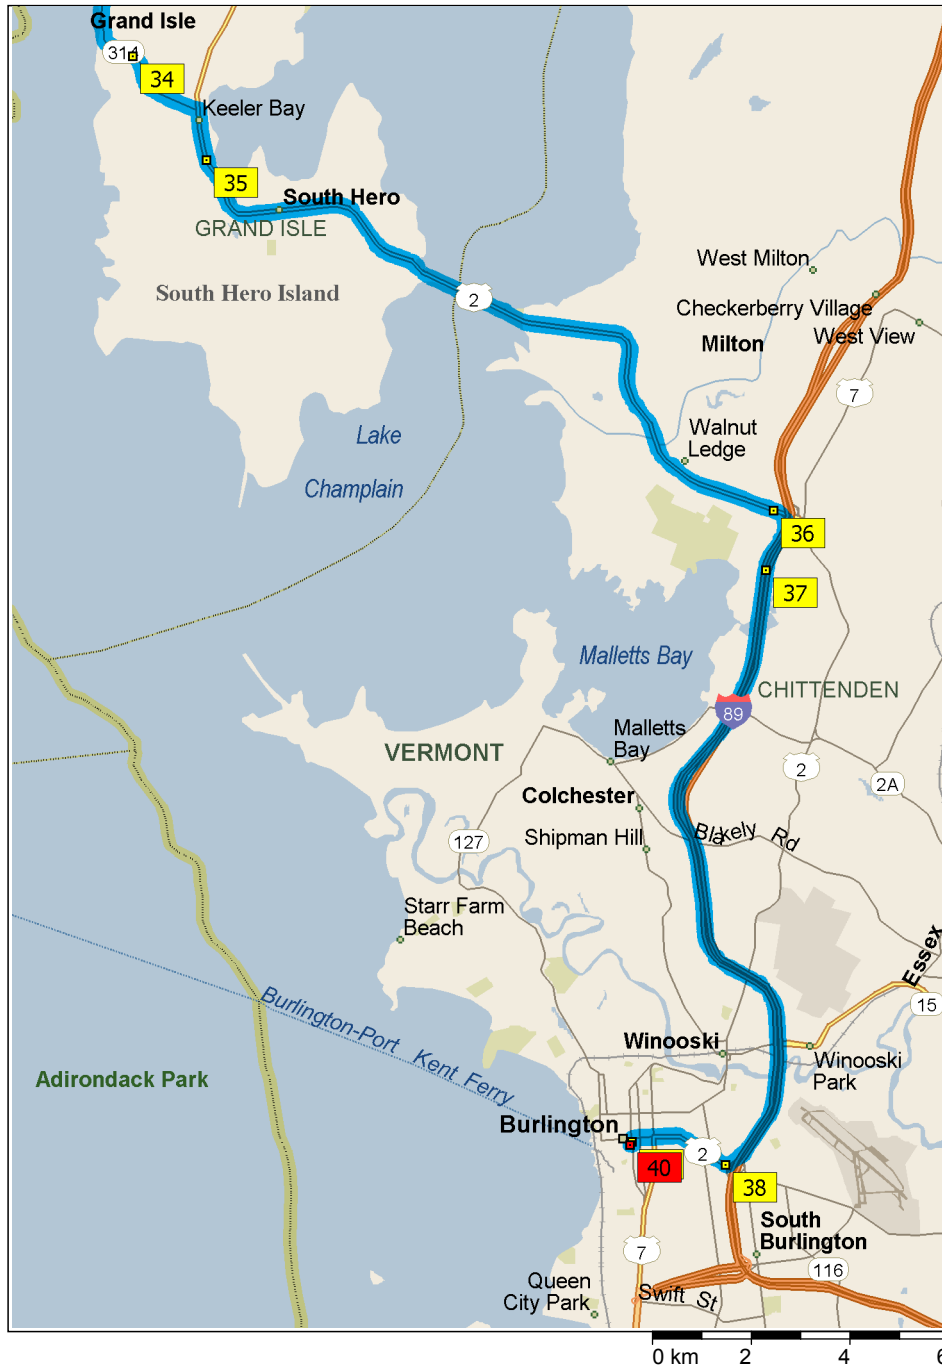 Grand Isle
314
34
Keeler Bay
35
South Hero
GRAND ISLE
South Hero Island
2
West Milton
Checkerberry Village
West View
Milton
7
Lake
Champlain
Walnut
Ledge
36
37
Malletts Bay
CHITTENDEN
89
Malletts
Bay
VERMONT
2
2A
Colchester
Blakely Rd
127
Shipman Hill
Starr Farm
Beach
Essex
15
Burlington-Port Kent Ferry
Winooski
Winooski
Park
Adirondack Park
Burlington
2
40
38
South
Burlington
7
116
Queen
City Park
Swift St
0 km 2 4 6